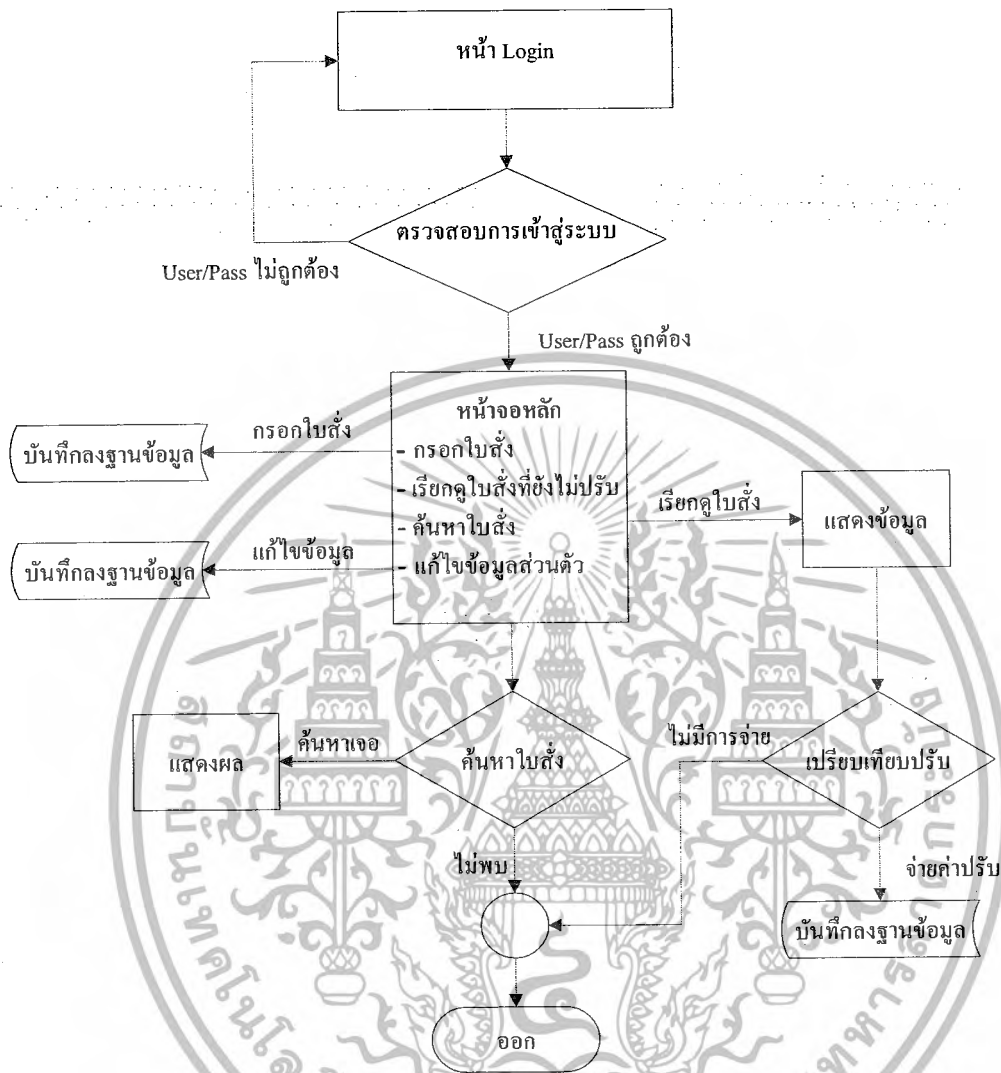 หน้า Login
ตรวจสอบการเข้าสู่ระบบ
User/Pass ไม่ถูกต้อง
User/Pass ถูกต้อง
หน้าจอหลัก
- กรอกใบสั่ง
- เรียกดูใบสั่งที่ยังไม่ปรับ
- ค้นหาใบสั่ง
- แก้ไขข้อมูลส่วนตัว
กรอกใบสั่ง
บันทึกลงฐานข้อมูล
แก้ไขข้อมูล
บันทึกลงฐานข้อมูล
เรียกดูใบสั่ง
แสดงข้อมูล
ค้นหาใบสั่ง
ค้นหาเจอ
แสดงผล
ไม่มีการจ่าย
เปรียบเทียบปรับ
ไม่พบ
จ่ายค่าปรับ
บันทึกลงฐานข้อมูล
ออก